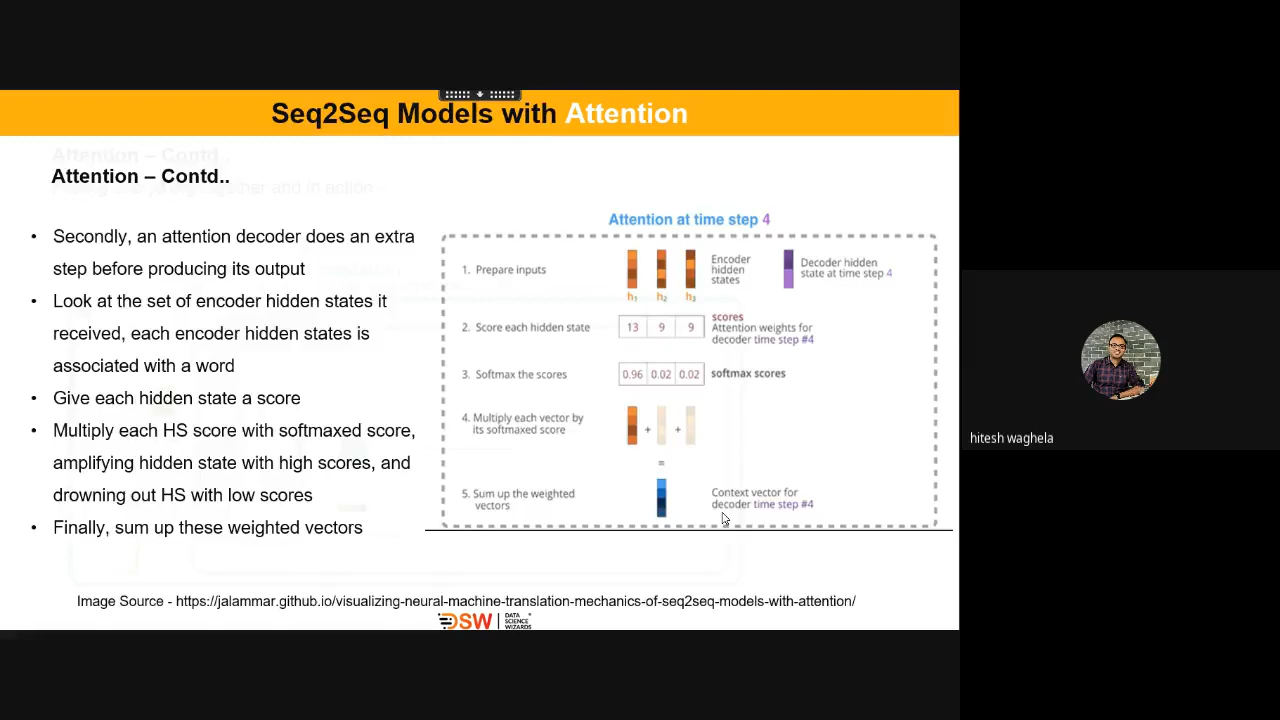 Seq2Seq Models with Attention
Attention – Contd..
Attention – Contd..
• Secondly, an attention decoder does an extra
step before producing its output
• Look at the set of encoder hidden states it
received, each encoder hidden states is
associated with a word
• Give each hidden state a score
• Multiply each HS score with softmaxed score,
amplifying hidden state with high scores, and
drowning out HS with low scores
• Finally, sum up these weighted vectors
Attention at time step 4
1. Prepare inputs
Encoder
hidden
states
Decoder hidden
state at time step 4
h₁ h₂ h₃
2. Score each hidden state
13 9 9
scores
Attention weights for
decoder time step #4
3. Softmax the scores
0.96 0.02 0.02
softmax scores
4. Multiply each vector by
its softmaxed score
+ +
=
5. Sum up the weighted
vectors
Context vector for
decoder time step #4
Image Source - https://jalammar.github.io/visualizing-neural-machine-translation-mechanics-of-seq2seq-models-with-attention/
DSW
DATA
SCIENCE
WIZARDS
hitesh waghela